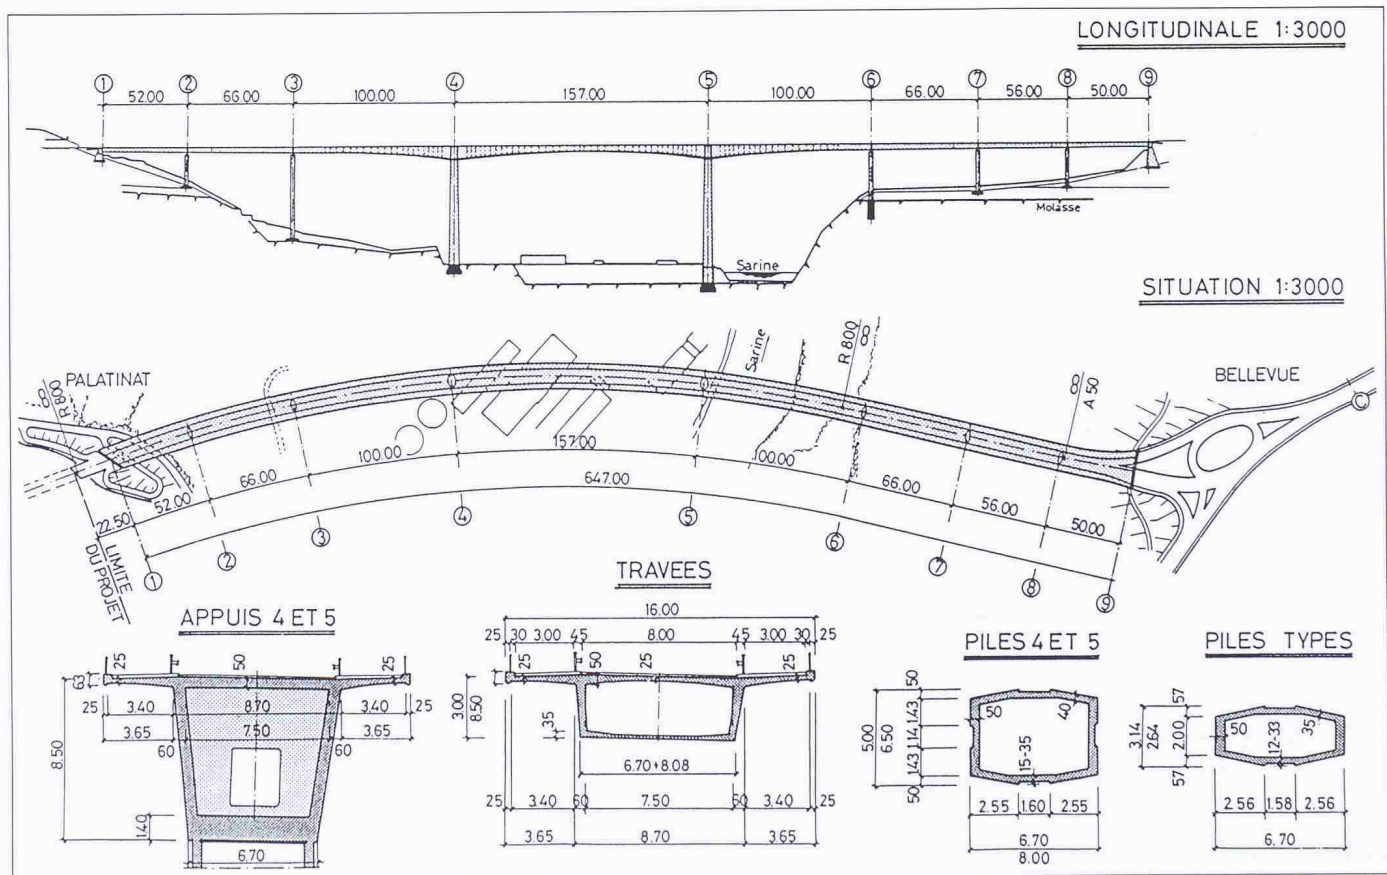 LONGITUDINALE 1:3000
1 2 3 4 5 6 7 8 9
52.00 66.00 100.00 157.00 100.00 66.00 56.00 50.00
Molasse
Sarine
SITUATION 1:3000
PALATINAT
R 800
∞
Sarine
R 800
∞
∞
A 50
BELLEVUE
22.50 52.00 66.00 100.00 157.00 100.00 66.00 56.00 50.00
647.00
LIMITE
DU PROJET
1 2 3 4 5 6 7 8 9
APPUIS 4 ET 5
25 50 25
63
25 3.40 8.70 3.40 25
3.65 7.50 3.65
60 60
8.50
1.40
6.70
TRAVEES
16.00
25 30 3.00 45 8.00 45 3.00 30 25
25 50 25 25
3.00
8.50
35
6.70÷8.08
25 3.40 60 7.50 60 3.40 25
3.65 8.70 3.65
PILES 4 ET 5
50
1.43
1.14
1.43
50
5.00
6.50
50 40
15-35
2.55 1.60 2.55
6.70
8.00
PILES TYPES
57
2.00
57
3.14
2.64
50 35
12-33
2.56 1.58 2.56
6.70